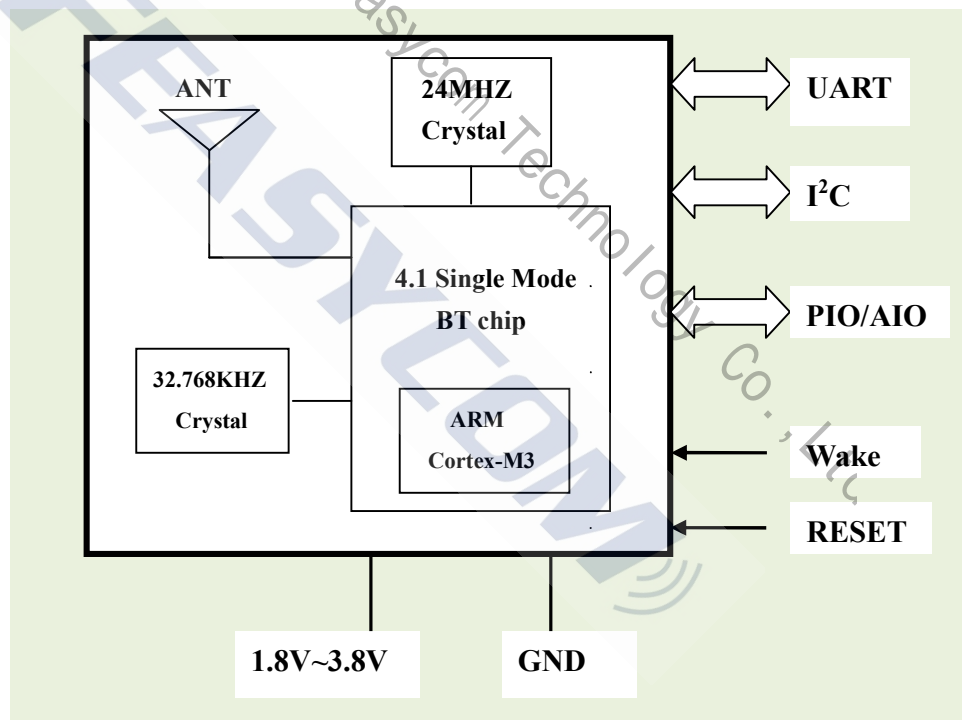 ANT
24MHZ
Crystal
4.1 Single Mode
BT chip
32.768KHZ
Crystal
ARM
Cortex-M3
UART
I²C
PIO/AIO
Wake
RESET
1.8V~3.8V
GND
FEASYCOM
easycom Technology Co.,Ltd